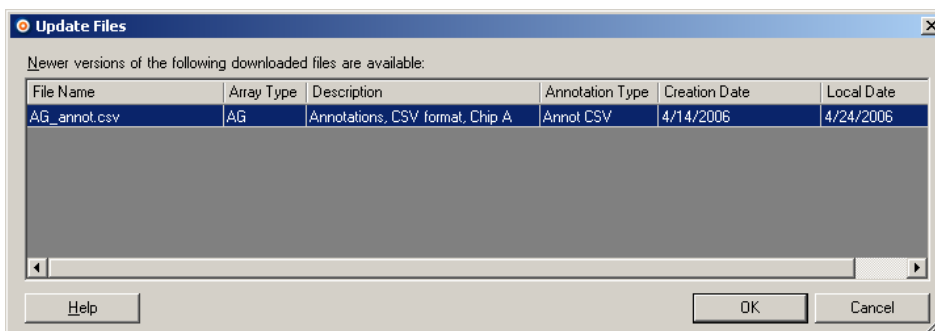 Update Files
Newer versions of the following downloaded files are available:
File Name Array Type Description Annotation Type Creation Date Local Date
AG_annot.csv AG Annotations, CSV format, Chip A Annot CSV 4/14/2006 4/24/2006
Help OK Cancel